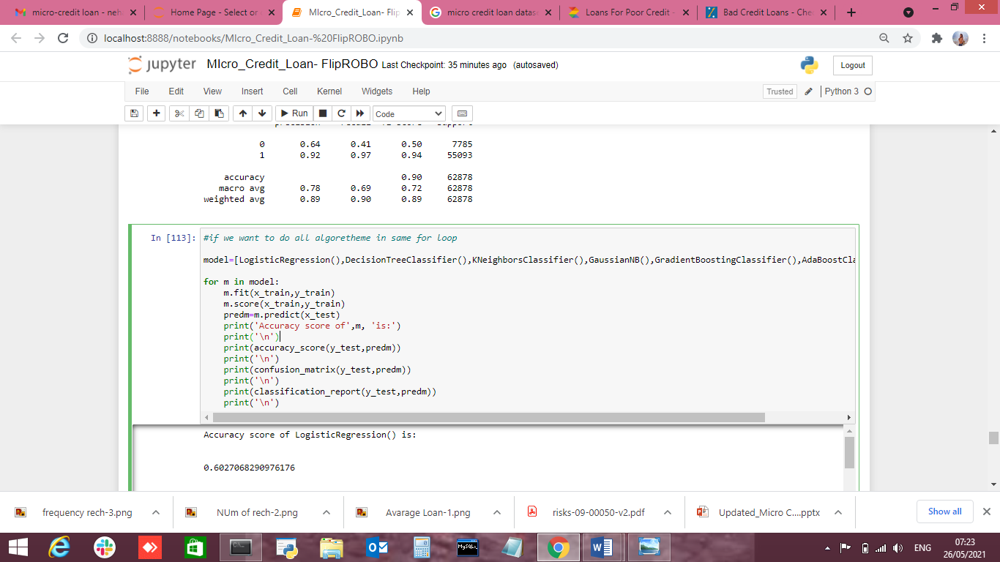 micro-credit loan - neh
Home Page - Select or
MIcro_Credit_Loan- Flip
micro credit loan datas
Loans For Poor Credit -
Bad Credit Loans - Che
localhost:8888/notebooks/MIcro_Credit_Loan-%20FlipROBO.ipynb
jupyter MIcro_Credit_Loan- FlipROBO Last Checkpoint: 35 minutes ago (autosaved)
Logout
File Edit View Insert Cell Kernel Widgets Help
Trusted Python 3
Run Code
0 0.64 0.41 0.50 7785
1 0.92 0.97 0.94 55093
accuracy 0.90 62878
macro avg 0.78 0.69 0.72 62878
weighted avg 0.89 0.90 0.89 62878
In [113]: #if we want to do all algoretheme in same for loop
model=[LogisticRegression(),DecisionTreeClassifier(),KNeighborsClassifier(),GaussianNB(),GradientBoostingClassifier(),AdaBoostCla
for m in model:
m.fit(x_train,y_train)
m.score(x_train,y_train)
predm=m.predict(x_test)
print('Accuracy score of',m, 'is:')
print('\n')
print(accuracy_score(y_test,predm))
print('\n')
print(confusion_matrix(y_test,predm))
print('\n')
print(classification_report(y_test,predm))
print('\n')
Accuracy score of LogisticRegression() is:
0.6027068290976176
frequency rech-3.png
NUm of rech-2.png
Avarage Loan-1.png
risks-09-00050-v2.pdf
Updated_Micro C....pptx
Show all
MySQL
ENG
07:23
26/05/2021